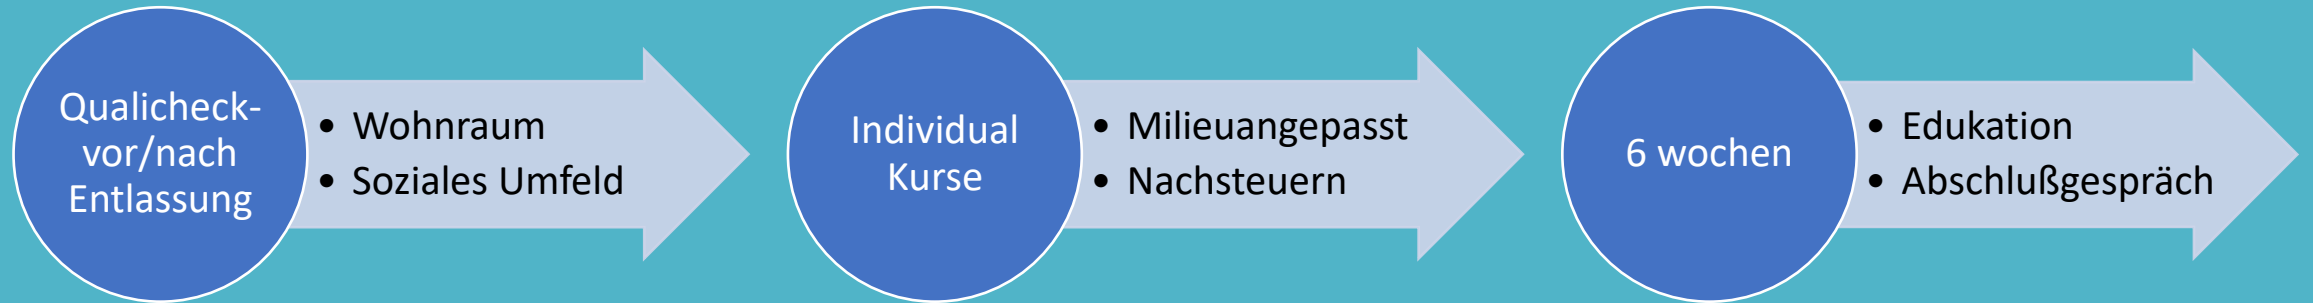 Qualicheck-
vor/nach
Entlassung
• Wohnraum
• Soziales Umfeld
Individual
Kurse
• Milieuangepasst
• Nachsteuern
6 wochen
• Edukation
• Abschlußgespräch